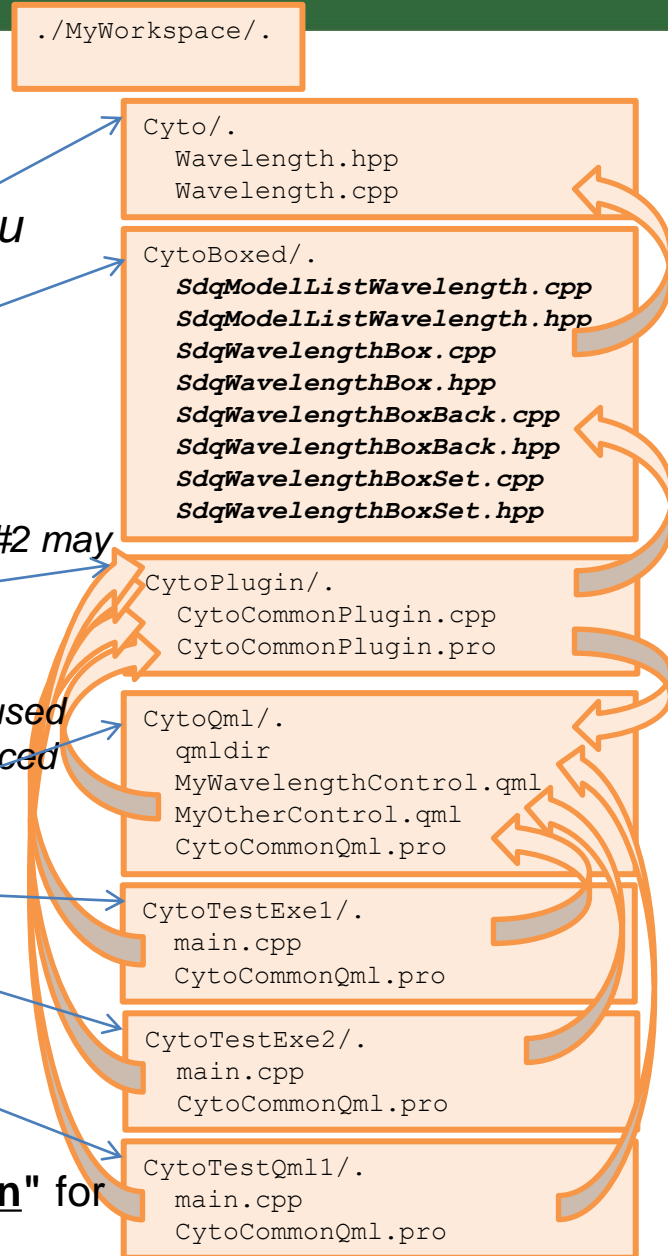 ./MyWorkspace/.
Cyto/.
Wavelength.hpp
Wavelength.cpp
u
CytoBoxed/.
SdqModelListWavelength.cpp
SdqModelListWavelength.hpp
SdqWavelengthBox.cpp
SdqWavelengthBox.hpp
SdqWavelengthBoxBack.cpp
SdqWavelengthBoxBack.hpp
SdqWavelengthBoxSet.cpp
SdqWavelengthBoxSet.hpp
#2 may
CytoPlugin/.
CytoCommonPlugin.cpp
CytoCommonPlugin.pro
used
ced
CytoQml/.
qmldir
MyWavelengthControl.qml
MyOtherControl.qml
CytoCommonQml.pro
CytoTestExe1/.
main.cpp
CytoCommonQml.pro
CytoTestExe2/.
main.cpp
CytoCommonQml.pro
CytoTestQml1/.
main.cpp
CytoCommonQml.pro
n" for